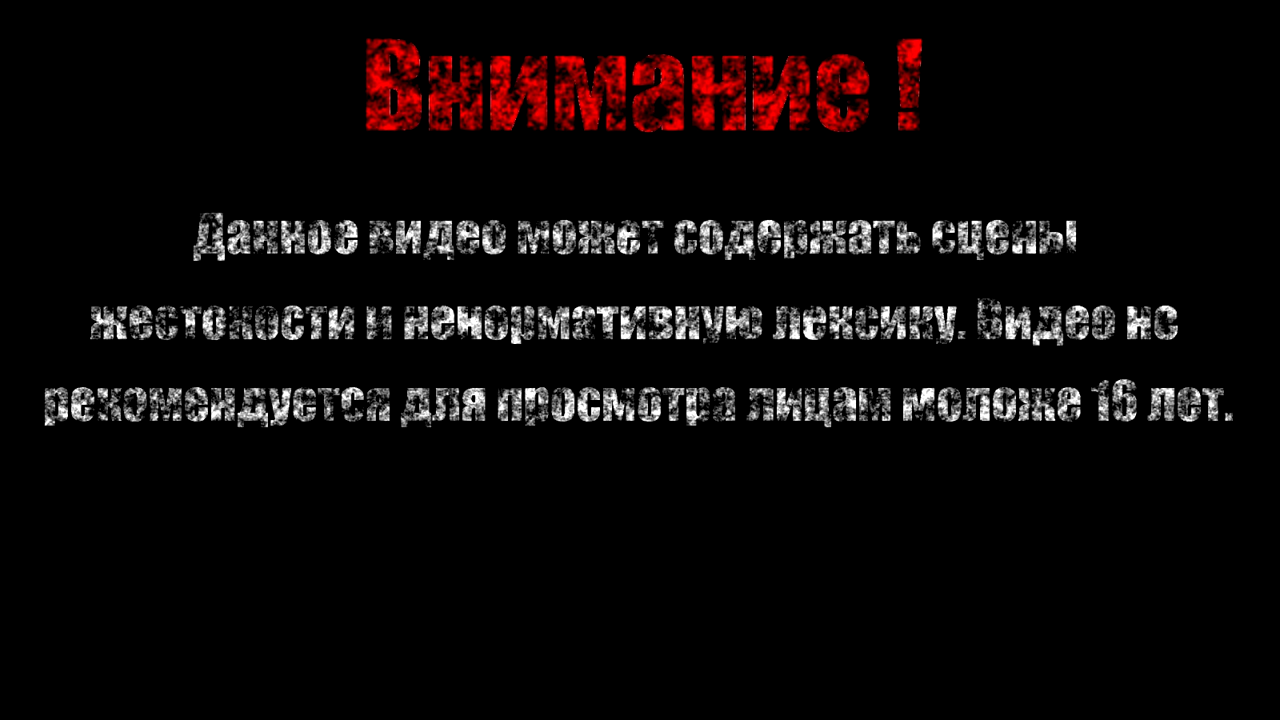 Внимание !
Данное видео может содержать сцены
жестокости и ненормативную лексику. Видео не
рекомендуется для просмотра лицам моложе 16 лет.